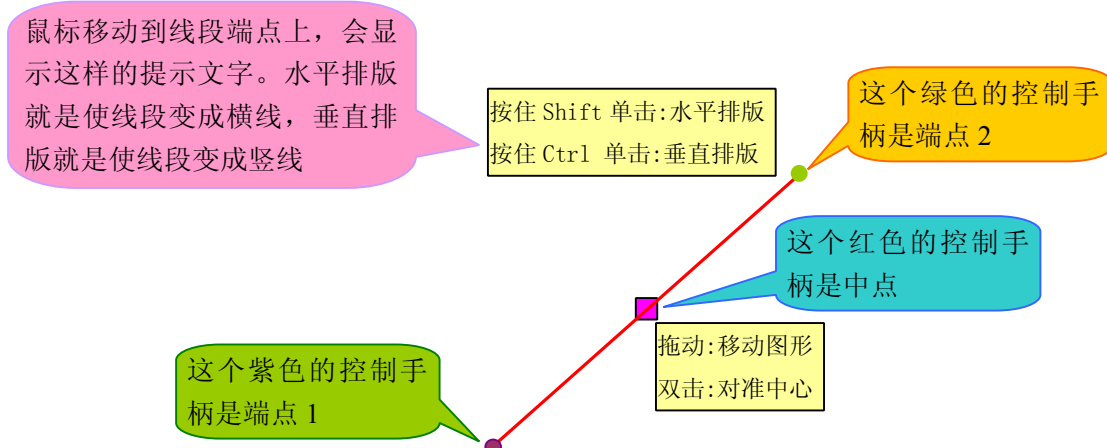 鼠标移动到线段端点上，会显
示这样的提示文字。水平排版
就是使线段变成横线，垂直排
版就是使线段变成竖线
按住 Shift 单击:水平排版
按住 Ctrl 单击:垂直排版
这个绿色的控制手
柄是端点 2
这个红色的控制手
柄是中点
拖动:移动图形
双击:对准中心
这个紫色的控制手
柄是端点 1